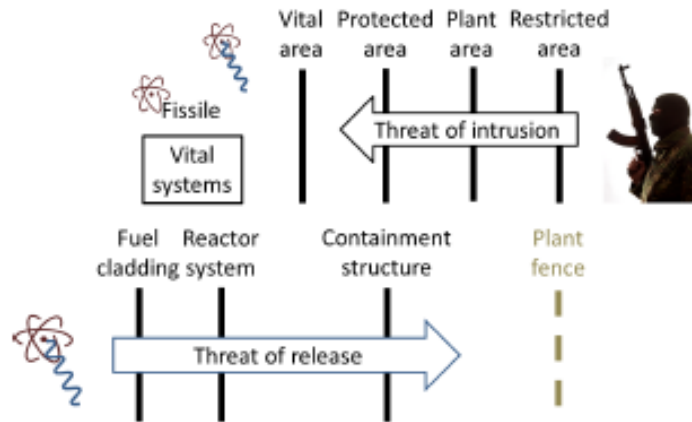 Vital Protected Plant Restricted
area area area area
Fissile
Threat of intrusion
Vital
systems
Fuel Reactor Containment Plant
cladding system structure fence
Threat of release